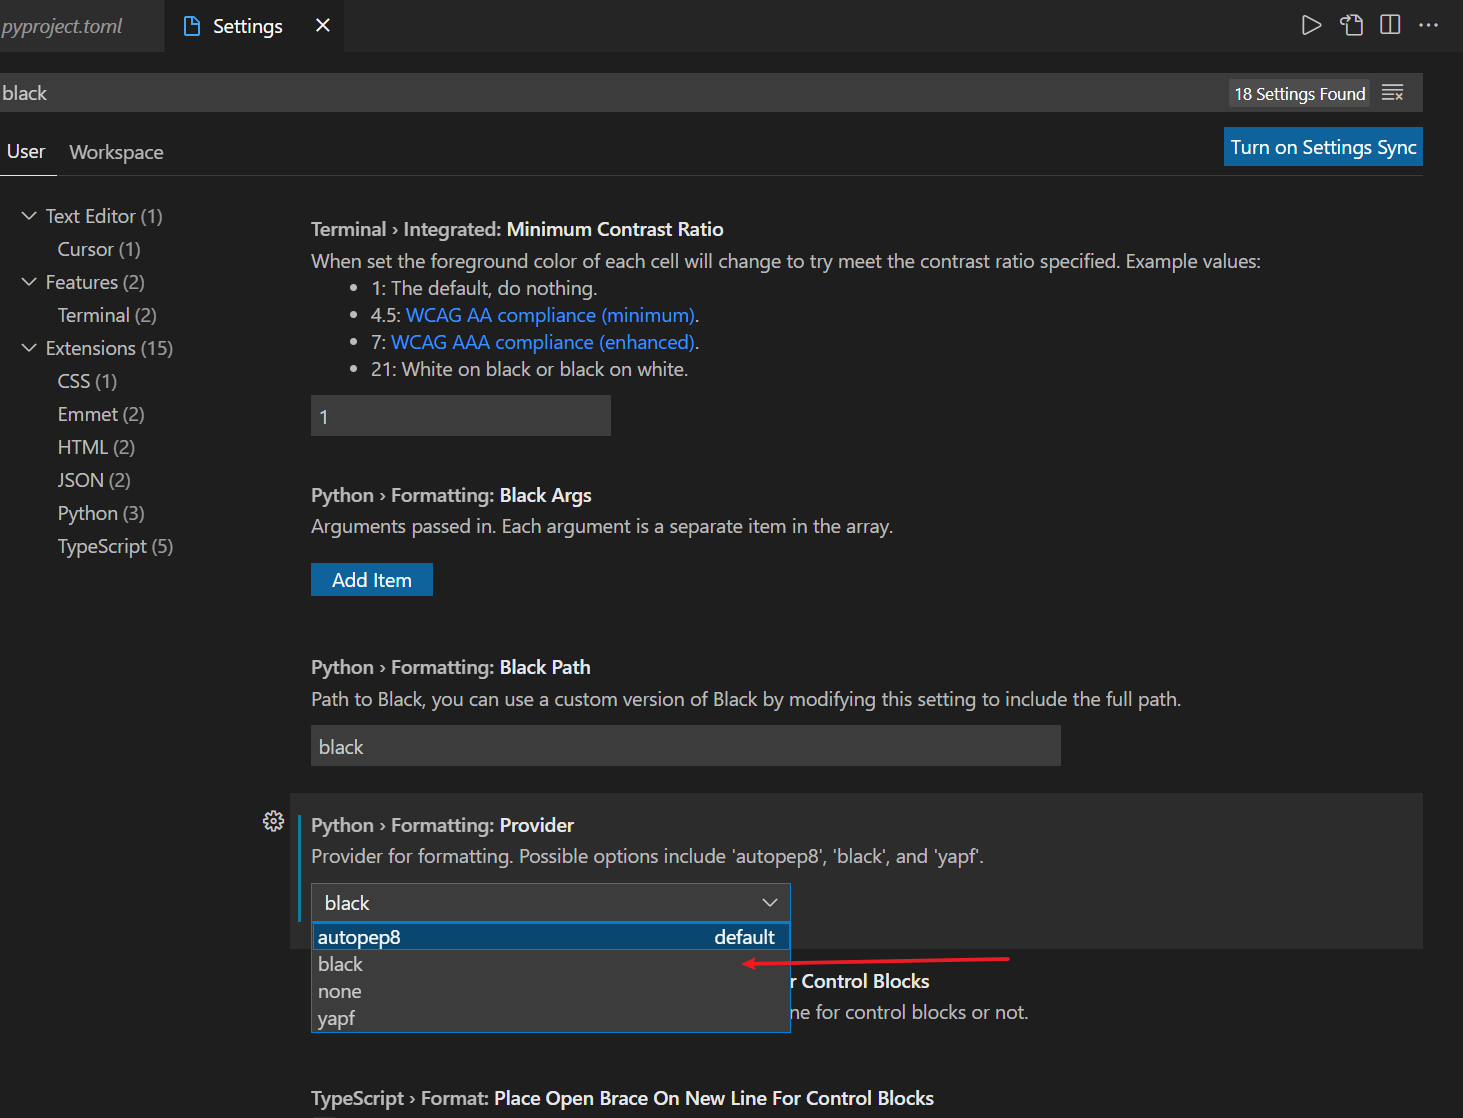 pyproject.toml
Settings
black
18 Settings Found
User
Workspace
Turn on Settings Sync
Text Editor (1)
Cursor (1)
Features (2)
Terminal (2)
Extensions (15)
CSS (1)
Emmet (2)
HTML (2)
JSON (2)
Python (3)
TypeScript (5)
Terminal › Integrated: Minimum Contrast Ratio
When set the foreground color of each cell will change to try meet the contrast ratio specified. Example values:
• 1: The default, do nothing.
• 4.5: WCAG AA compliance (minimum).
• 7: WCAG AAA compliance (enhanced).
• 21: White on black or black on white.
1
Python › Formatting: Black Args
Arguments passed in. Each argument is a separate item in the array.
Add Item
Python › Formatting: Black Path
Path to Black, you can use a custom version of Black by modifying this setting to include the full path.
black
Python › Formatting: Provider
Provider for formatting. Possible options include 'autopep8', 'black', and 'yapf'.
black
autopep8 default
black
none
yapf
r Control Blocks
ne for control blocks or not.
TypeScript › Format: Place Open Brace On New Line For Control Blocks